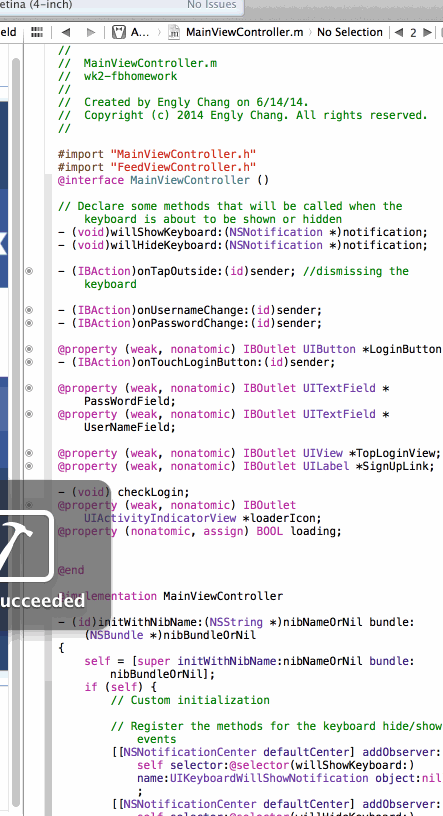 etina (4-inch) No Issues
eld A... MainViewController.m No Selection 2
//
// MainViewController.m
// wk2-fbhomework
//
// Created by Engly Chang on 6/14/14.
// Copyright (c) 2014 Engly Chang. All rights reserved.
//
#import "MainViewController.h"
#import "FeedViewController.h"
@interface MainViewController ()
// Declare some methods that will be called when the
keyboard is about to be shown or hidden
- (void)willShowKeyboard:(NSNotification *)notification;
- (void)willHideKeyboard:(NSNotification *)notification;
- (IBAction)onTapOutside:(id)sender; //dismissing the
keyboard
- (IBAction)onUsernameChange:(id)sender;
- (IBAction)onPasswordChange:(id)sender;
@property (weak, nonatomic) IBOutlet UIButton *LoginButton
- (IBAction)onTouchLoginButton:(id)sender;
@property (weak, nonatomic) IBOutlet UITextField *
PassWordField;
@property (weak, nonatomic) IBOutlet UITextField *
UserNameField;
@property (weak, nonatomic) IBOutlet UIView *TopLoginView;
@property (weak, nonatomic) IBOutlet UILabel *SignUpLink;
- (void) checkLogin;
@property (weak, nonatomic) IBOutlet
UIActivityIndicatorView *loaderIcon;
@property (nonatomic, assign) BOOL loading;
@end
ucceeded
@implementation MainViewController
- (id)initWithNibName:(NSString *)nibNameOrNil bundle:
(NSBundle *)nibBundleOrNil
{
self = [super initWithNibName:nibNameOrNil bundle:
nibBundleOrNil];
if (self) {
// Custom initialization
// Register the methods for the keyboard hide/show
events
[[NSNotificationCenter defaultCenter] addObserver:
self selector:@selector(willShowKeyboard:)
name:UIKeyboardWillShowNotification object:nil
;
[[NSNotificationCenter defaultCenter] addObserver:
self selector:@selector(willHideKeyboard:)